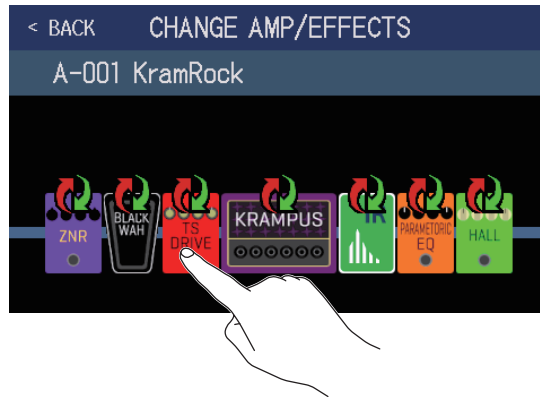 < BACK CHANGE AMP/EFFECTS
A-001 KramRock
ZNR
BLACK
WAH
TS
DRIVE
KRAMPUS
IR
PARAMETORIC
EQ
HALL